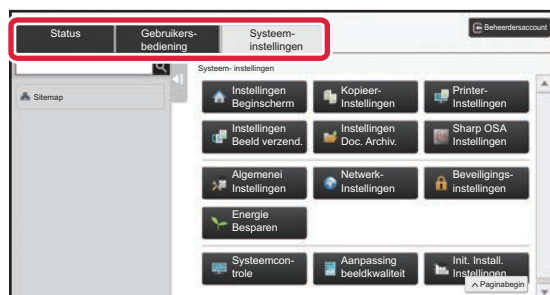 Status
Gebruikers-
bediening
Systeem-
instellingen
Beheerdersaccount
Sitemap
Systeem- instellingen
Instellingen
Beginscherm
Kopieer-
Instellingen
Printer-
Instellingen
Instellingen
Beeld verzend.
Instellingen
Doc. Archiv.
Sharp OSA
Instellingen
Algemenei
Instellingen
Netwerk-
Instellingen
Beveiligings-
instellingen
Energie
Besparen
Systeemcon-
trole
Aanpassing
beeldkwaliteit
Init. Install.
Instellingen
Paginabegin